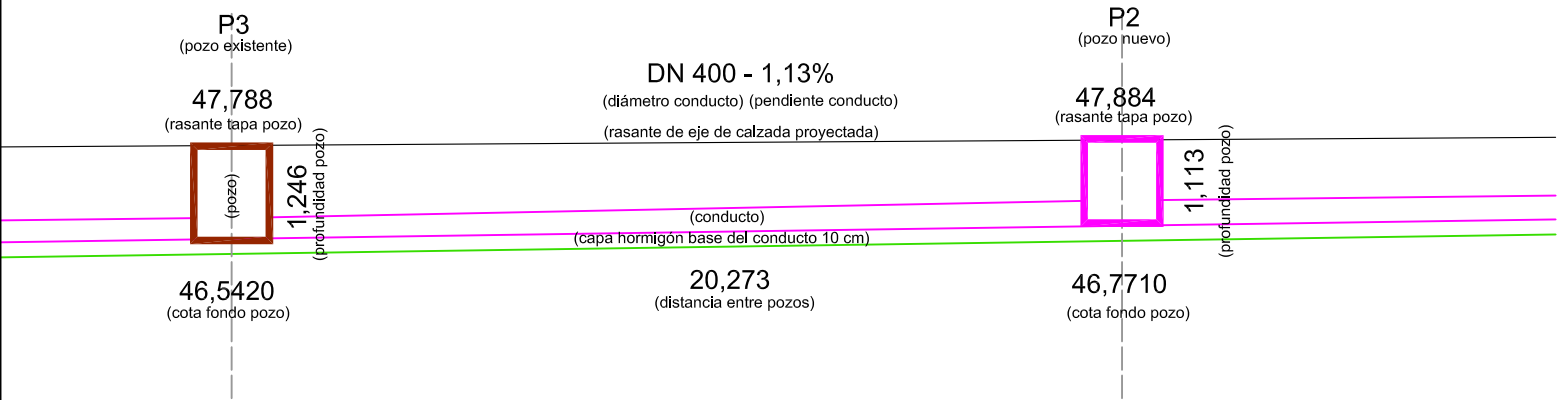 P3
(pozo existente)
47,788
(rasante tapa pozo)
(pozo)
1,246
(profundidad pozo)
46,5420
(cota fondo pozo)
DN 400 - 1,13%
(diámetro conducto) (pendiente conducto)
(rasante de eje de calzada proyectada)
(conducto)
(capa hormigón base del conducto 10 cm)
20,273
(distancia entre pozos)
P2
(pozo nuevo)
47,884
(rasante tapa pozo)
1,113
(profundidad pozo)
46,7710
(cota fondo pozo)